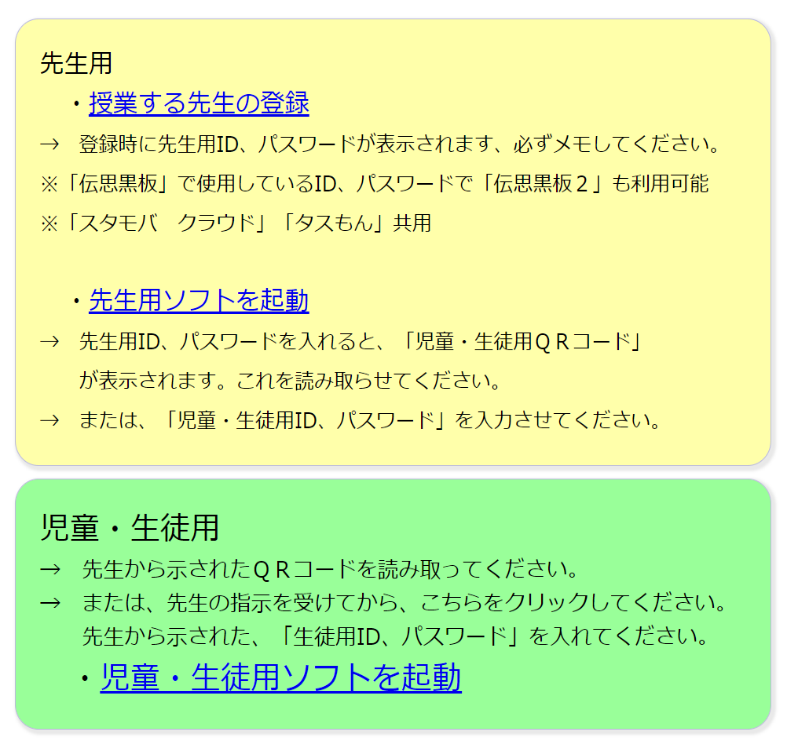 先生用
・授業する先生の登録
→　登録時に先生用ID、パスワードが表示されます、必ずメモしてください。
※「伝思黒板」で使用しているID、パスワードで「伝思黒板２」も利用可能
※「スタモバ　クラウド」「タスもん」共用
・先生用ソフトを起動
→　先生用ID、パスワードを入れると、「児童・生徒用ＱＲコード」
が表示されます。これを読み取らせてください。
→　または、「児童・生徒用ID、パスワード」を入力させてください。
児童・生徒用
→　先生から示されたＱＲコードを読み取ってください。
→　または、先生の指示を受けてから、こちらをクリックしてください。
先生から示された、「生徒用ID、パスワード」を入れてください。
・児童・生徒用ソフトを起動